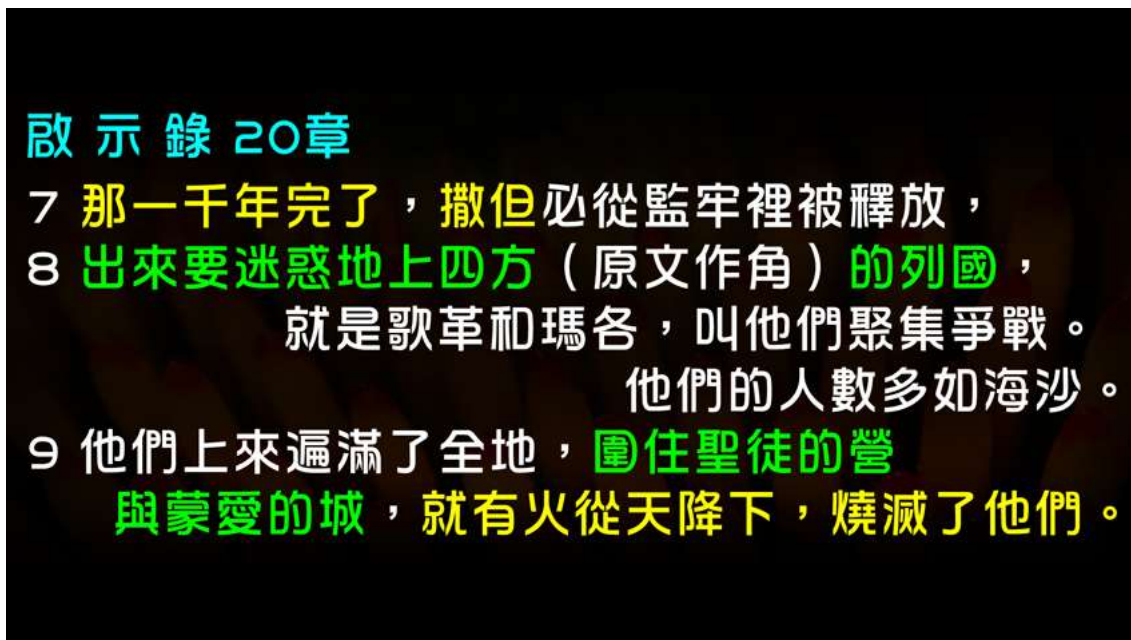 啟示錄 20章
7 那一千年完了，撒但必從監牢裡被釋放，
8 出來要迷惑地上四方（原文作角）的列國，
就是歌革和瑪各，叫他們聚集爭戰。
他們的人數多如海沙。
9 他們上來遍滿了全地，圍住聖徒的營
與蒙愛的城，就有火從天降下，燒滅了他們。